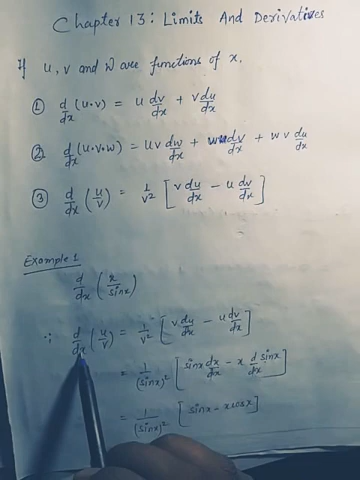 Chapter 13: Limits And Derivatives
If u, v and w are functions of x,
① d/dx (u·v) = u dv/dx + v du/dx
② d/dx (u·v·w) = uv dw/dx + wu dv/dx + wv du/dx
③ d/dx (u/v) = 1/v² [v du/dx - u dv/dx]
Example 1
d/dx (x/sinx)
∴ d/dx (u/v) = 1/v² [v du/dx - u dv/dx]
= 1/(sinx)² [sinx dx/dx - x d/dx sinx]
= 1/(sinx)² [sinx - xcosx]